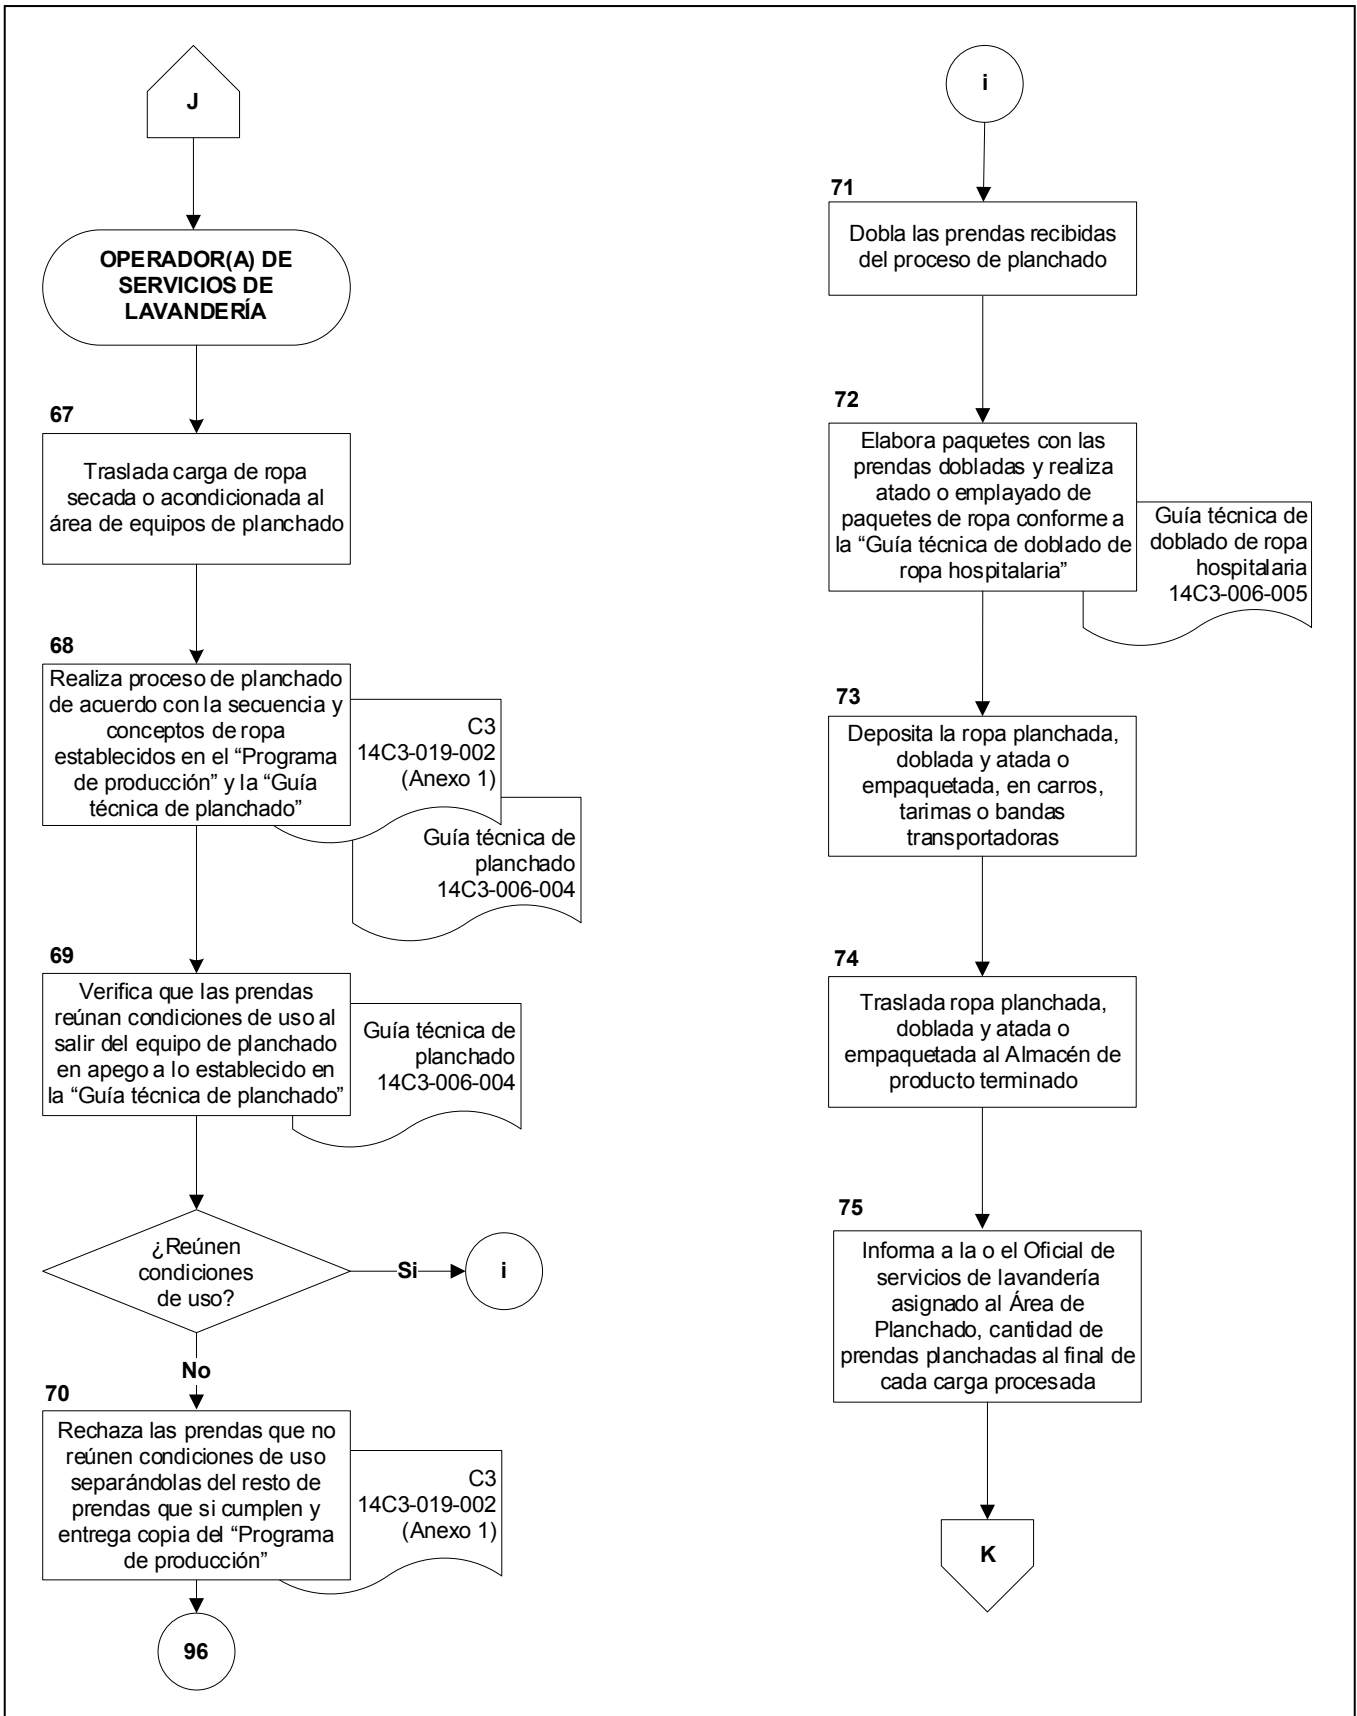 J
OPERADOR(A) DE
SERVICIOS DE
LAVANDERÍA
67
Traslada carga de ropa
secada o acondicionada al
área de equipos de planchado
68
Realiza proceso de planchado
de acuerdo con la secuencia y
conceptos de ropa
establecidos en el “Programa
de producción” y la “Guía
técnica de planchado”
C3
14C3-019-002
(Anexo 1)
Guía técnica de
planchado
14C3-006-004
69
Verifica que las prendas
reúnan condiciones de uso al
salir del equipo de planchado
en apego a lo establecido en
la “Guía técnica de planchado”
Guía técnica de
planchado
14C3-006-004
¿Reúnen
condiciones
de uso?
Si
i
No
70
Rechaza las prendas que no
reúnen condiciones de uso
separándolas del resto de
prendas que si cumplen y
entrega copia del “Programa
de producción”
C3
14C3-019-002
(Anexo 1)
96
i
71
Dobla las prendas recibidas
del proceso de planchado
72
Elabora paquetes con las
prendas dobladas y realiza
atado o emplayado de
paquetes de ropa conforme a
la “Guía técnica de doblado de
ropa hospitalaria”
Guía técnica de
doblado de ropa
hospitalaria
14C3-006-005
73
Deposita la ropa planchada,
doblada y atada o
empaquetada, en carros,
tarimas o bandas
transportadoras
74
Traslada ropa planchada,
doblada y atada o
empaquetada al Almacén de
producto terminado
75
Informa a la o el Oficial de
servicios de lavandería
asignado al Área de
Planchado, cantidad de
prendas planchadas al final de
cada carga procesada
K